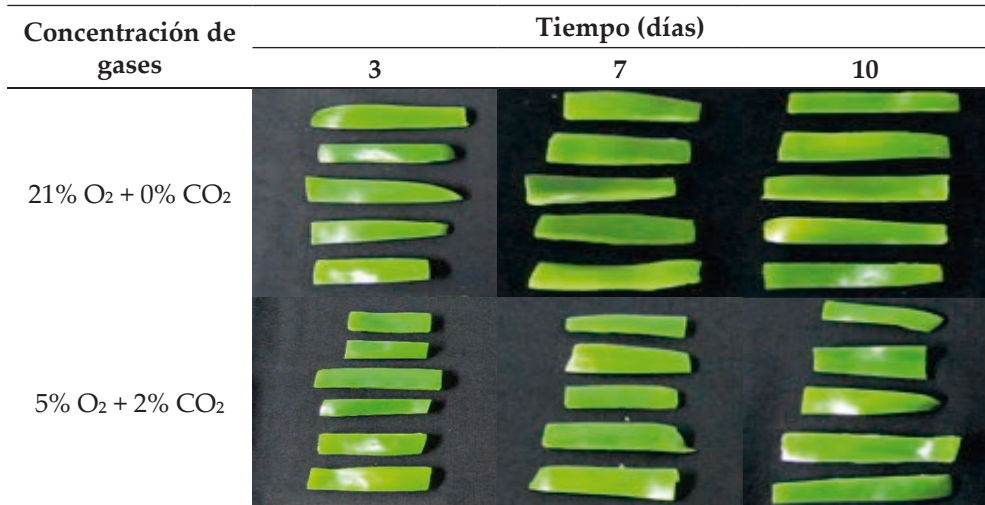 Concentración de gases
Tiempo (días)
3 7 10
21% O2 + 0% CO2
5% O2 + 2% CO2